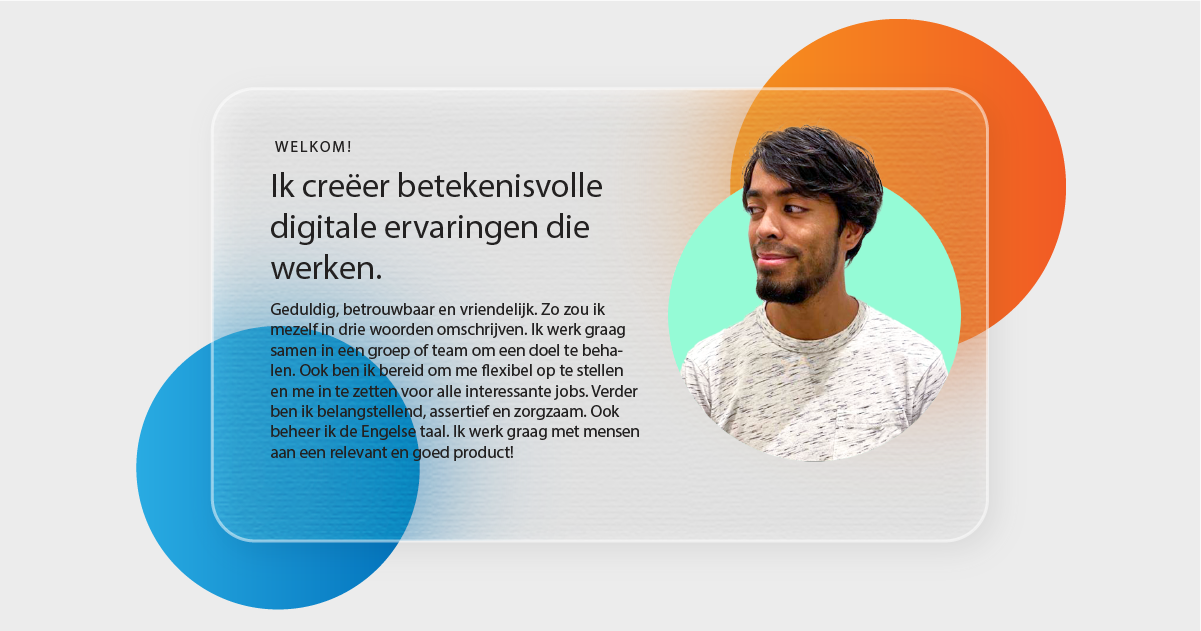 WELKOM!
Ik creëer betekenisvolle
digitale ervaringen die
werken.
Geduldig, betrouwbaar en vriendelijk. Zo zou ik
mezelf in drie woorden omschrijven. Ik werk graag
samen in een groep of team om een doel te beha-
len. Ook ben ik bereid om me flexibel op te stellen
en me in te zetten voor alle interessante jobs. Verder
ben ik belangstellend, assertief en zorgzaam. Ook
beheer ik de Engelse taal. Ik werk graag met mensen
aan een relevant en goed product!